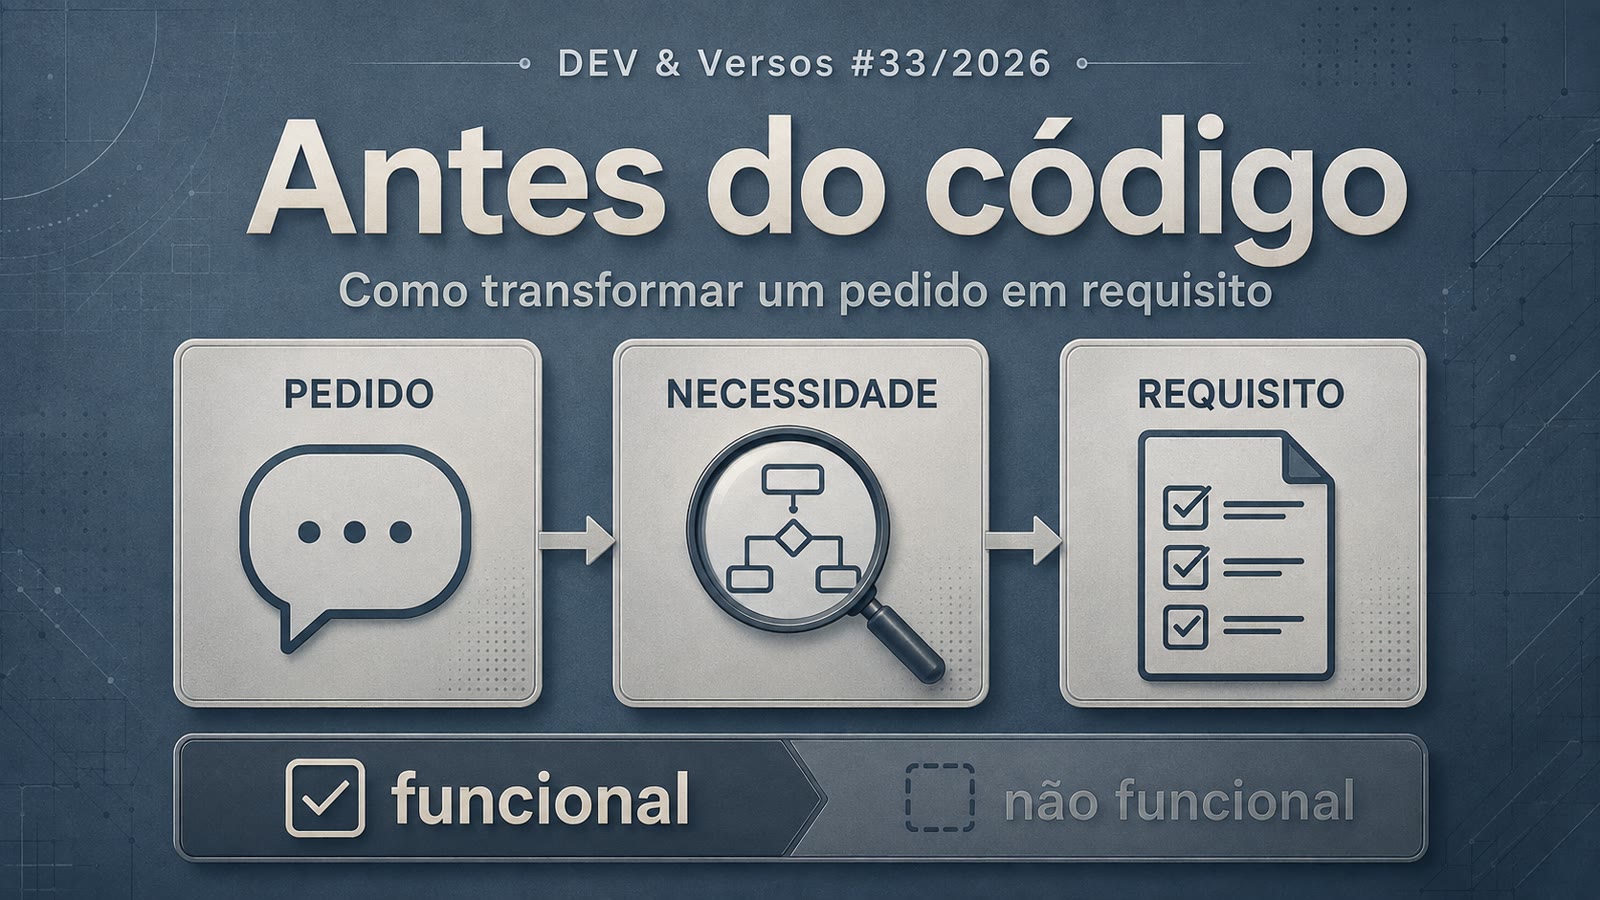 DEV & Versos #33/2026
Antes do código
Como transformar um pedido em requisito
PEDIDO
NECESSIDADE
REQUISITO
funcional
não funcional